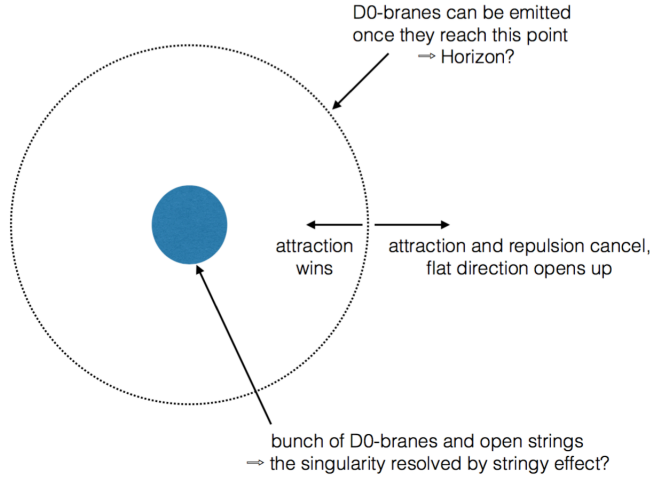 D0-branes can be emitted
once they reach this point
⇒ Horizon?
attraction
wins
attraction and repulsion cancel,
flat direction opens up
bunch of D0-branes and open strings
⇒ the singularity resolved by stringy effect?